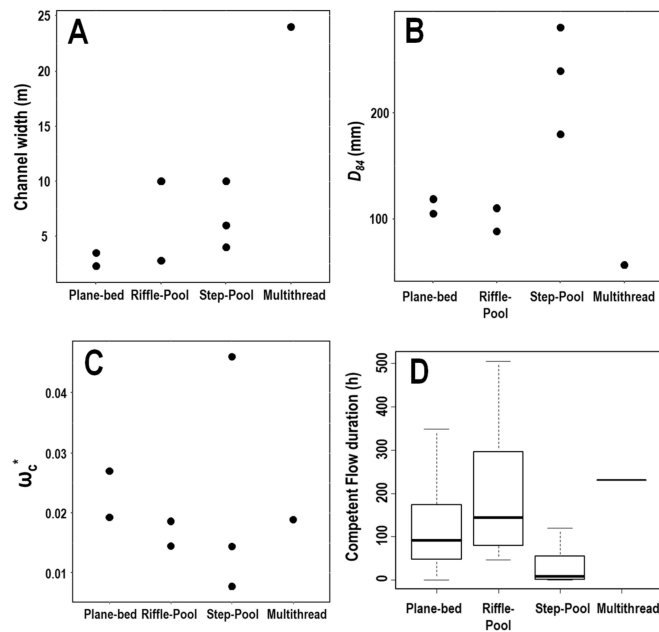 A
Channel width (m)
25
20
15
10
5
Plane-bed Riffle-Pool Step-Pool Multithread
B
D84 (mm)
200
100
Plane-bed Riffle-Pool Step-Pool Multithread
C
ωc*
0.04
0.03
0.02
0.01
Plane-bed Riffle-Pool Step-Pool Multithread
D
Competent Flow duration (h)
500
400
300
200
100
0
Plane-bed Riffle-Pool Step-Pool Multithread